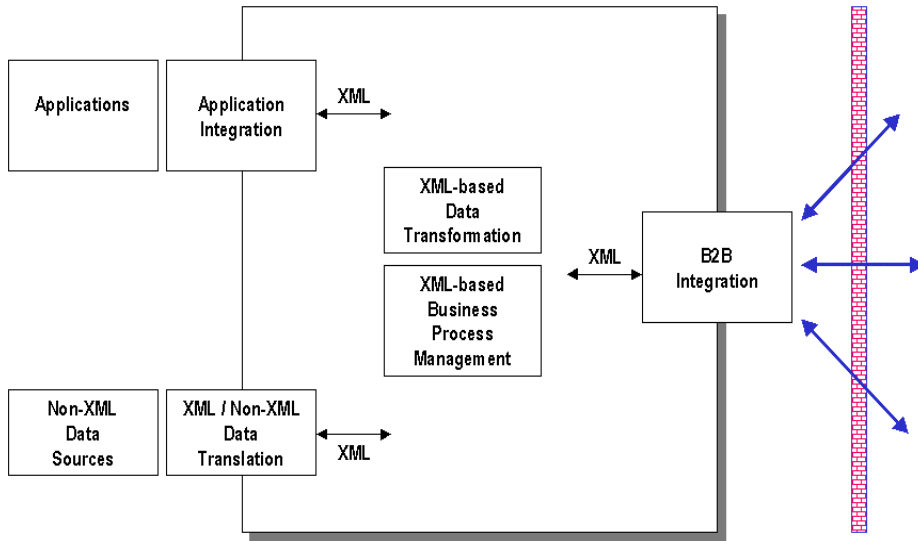 Applications
Application
Integration
XML
XML-based
Data
Transformation
XML-based
Business
Process
Management
XML
B2B
Integration
Non-XML
Data
Sources
XML / Non-XML
Data
Translation
XML